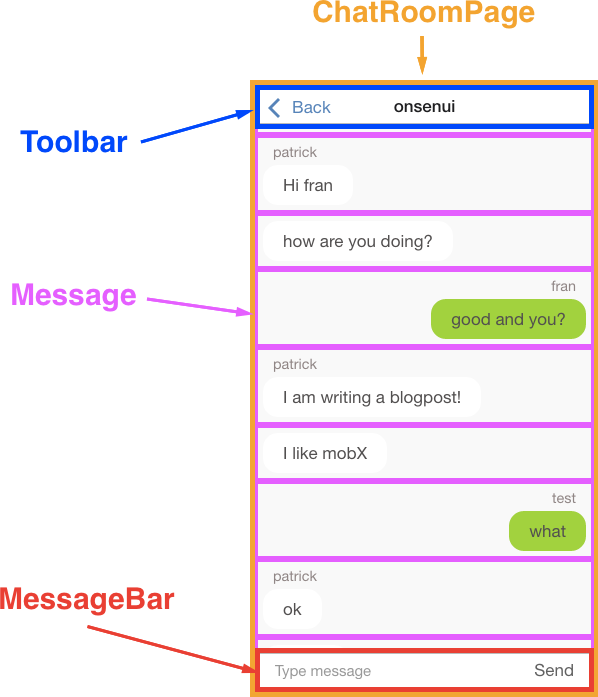 ChatRoomPage
Back onsenui
Toolbar
patrick
Hi fran
how are you doing?
Message
fran
good and you?
patrick
I am writing a blogpost!
I like mobX
test
what
patrick
ok
MessageBar
Type message Send